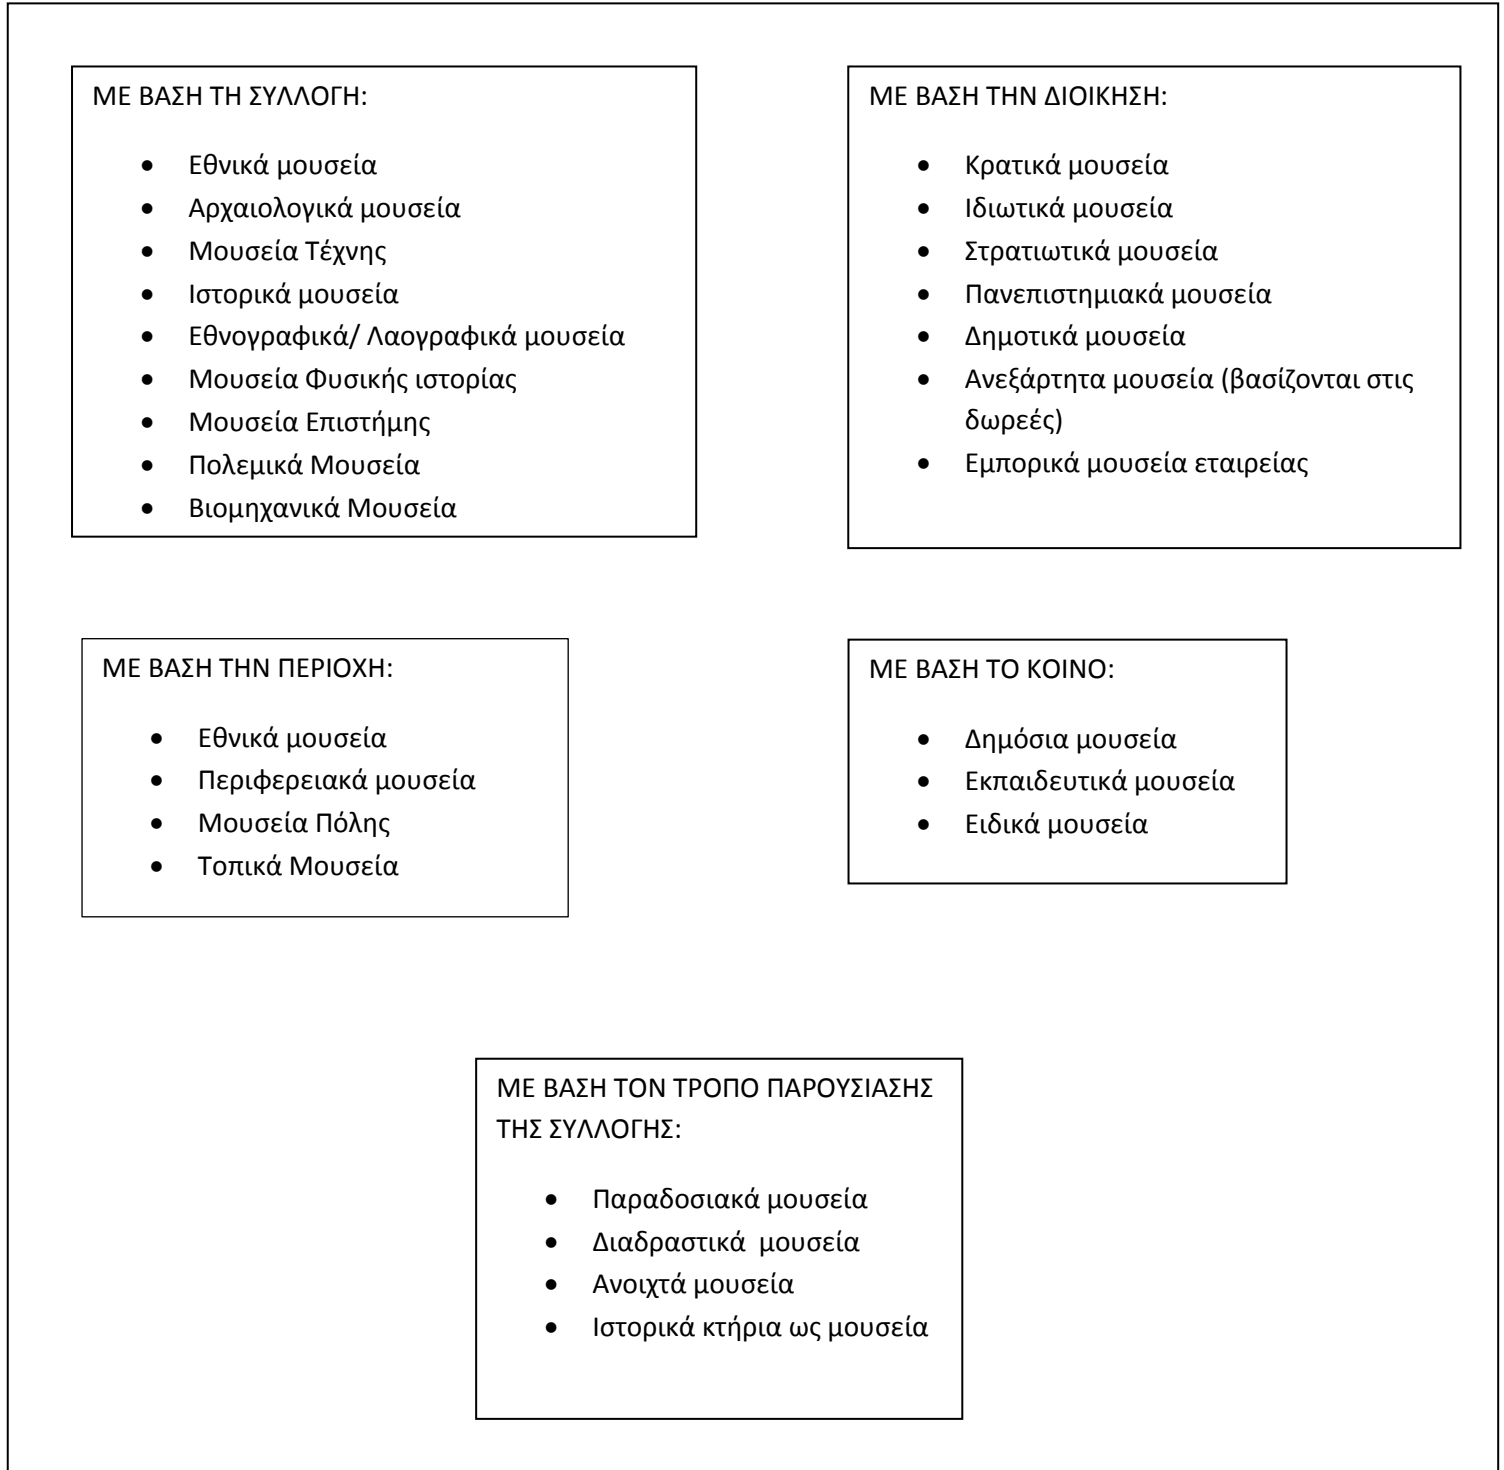 ΜΕ ΒΑΣΗ ΤΗ ΣΥΛΛΟΓΗ:
• Εθνικά μουσεία
• Αρχαιολογικά μουσεία
• Μουσεία Τέχνης
• Ιστορικά μουσεία
• Εθνογραφικά/ Λαογραφικά μουσεία
• Μουσεία Φυσικής ιστορίας
• Μουσεία Επιστήμης
• Πολεμικά Μουσεία
• Βιομηχανικά Μουσεία
ΜΕ ΒΑΣΗ ΤΗΝ ΔΙΟΙΚΗΣΗ:
• Κρατικά μουσεία
• Ιδιωτικά μουσεία
• Στρατιωτικά μουσεία
• Πανεπιστημιακά μουσεία
• Δημοτικά μουσεία
• Ανεξάρτητα μουσεία (βασίζονται στις
δωρεές)
• Εμπορικά μουσεία εταιρείας
ΜΕ ΒΑΣΗ ΤΗΝ ΠΕΡΙΟΧΗ:
• Εθνικά μουσεία
• Περιφερειακά μουσεία
• Μουσεία Πόλης
• Τοπικά Μουσεία
ΜΕ ΒΑΣΗ ΤΟ ΚΟΙΝΟ:
• Δημόσια μουσεία
• Εκπαιδευτικά μουσεία
• Ειδικά μουσεία
ΜΕ ΒΑΣΗ ΤΟΝ ΤΡΟΠΟ ΠΑΡΟΥΣΙΑΣΗΣ
ΤΗΣ ΣΥΛΛΟΓΗΣ:
• Παραδοσιακά μουσεία
• Διαδραστικά  μουσεία
• Ανοιχτά μουσεία
• Ιστορικά κτήρια ως μουσεία